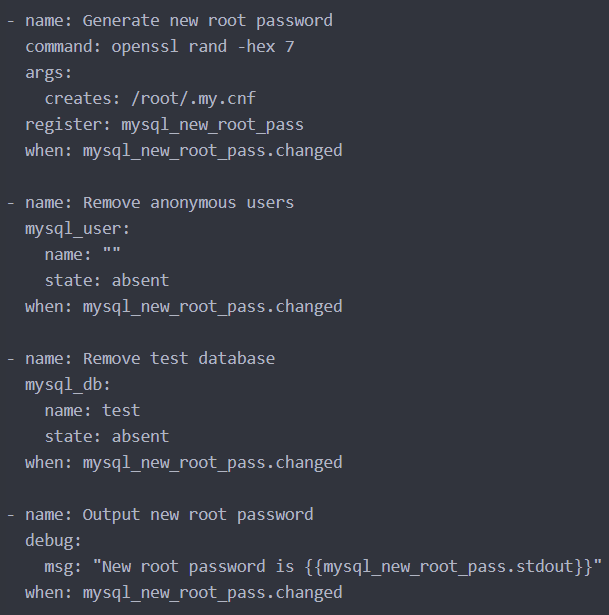 - name: Generate new root password
  command: openssl rand -hex 7
  args:
    creates: /root/.my.cnf
  register: mysql_new_root_pass
  when: mysql_new_root_pass.changed

- name: Remove anonymous users
  mysql_user:
    name: ""
    state: absent
  when: mysql_new_root_pass.changed

- name: Remove test database
  mysql_db:
    name: test
    state: absent
  when: mysql_new_root_pass.changed

- name: Output new root password
  debug:
    msg: "New root password is {{mysql_new_root_pass.stdout}}"
  when: mysql_new_root_pass.changed